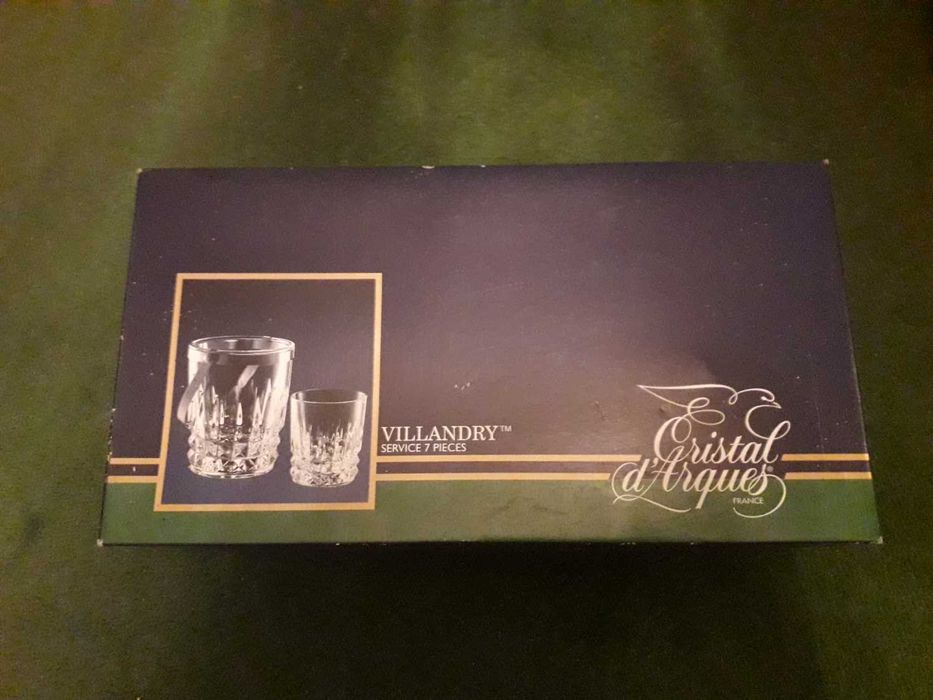 VILLANDRY™
SERVICE 7 PIECES
Cristal
d'Arques®
FRANCE